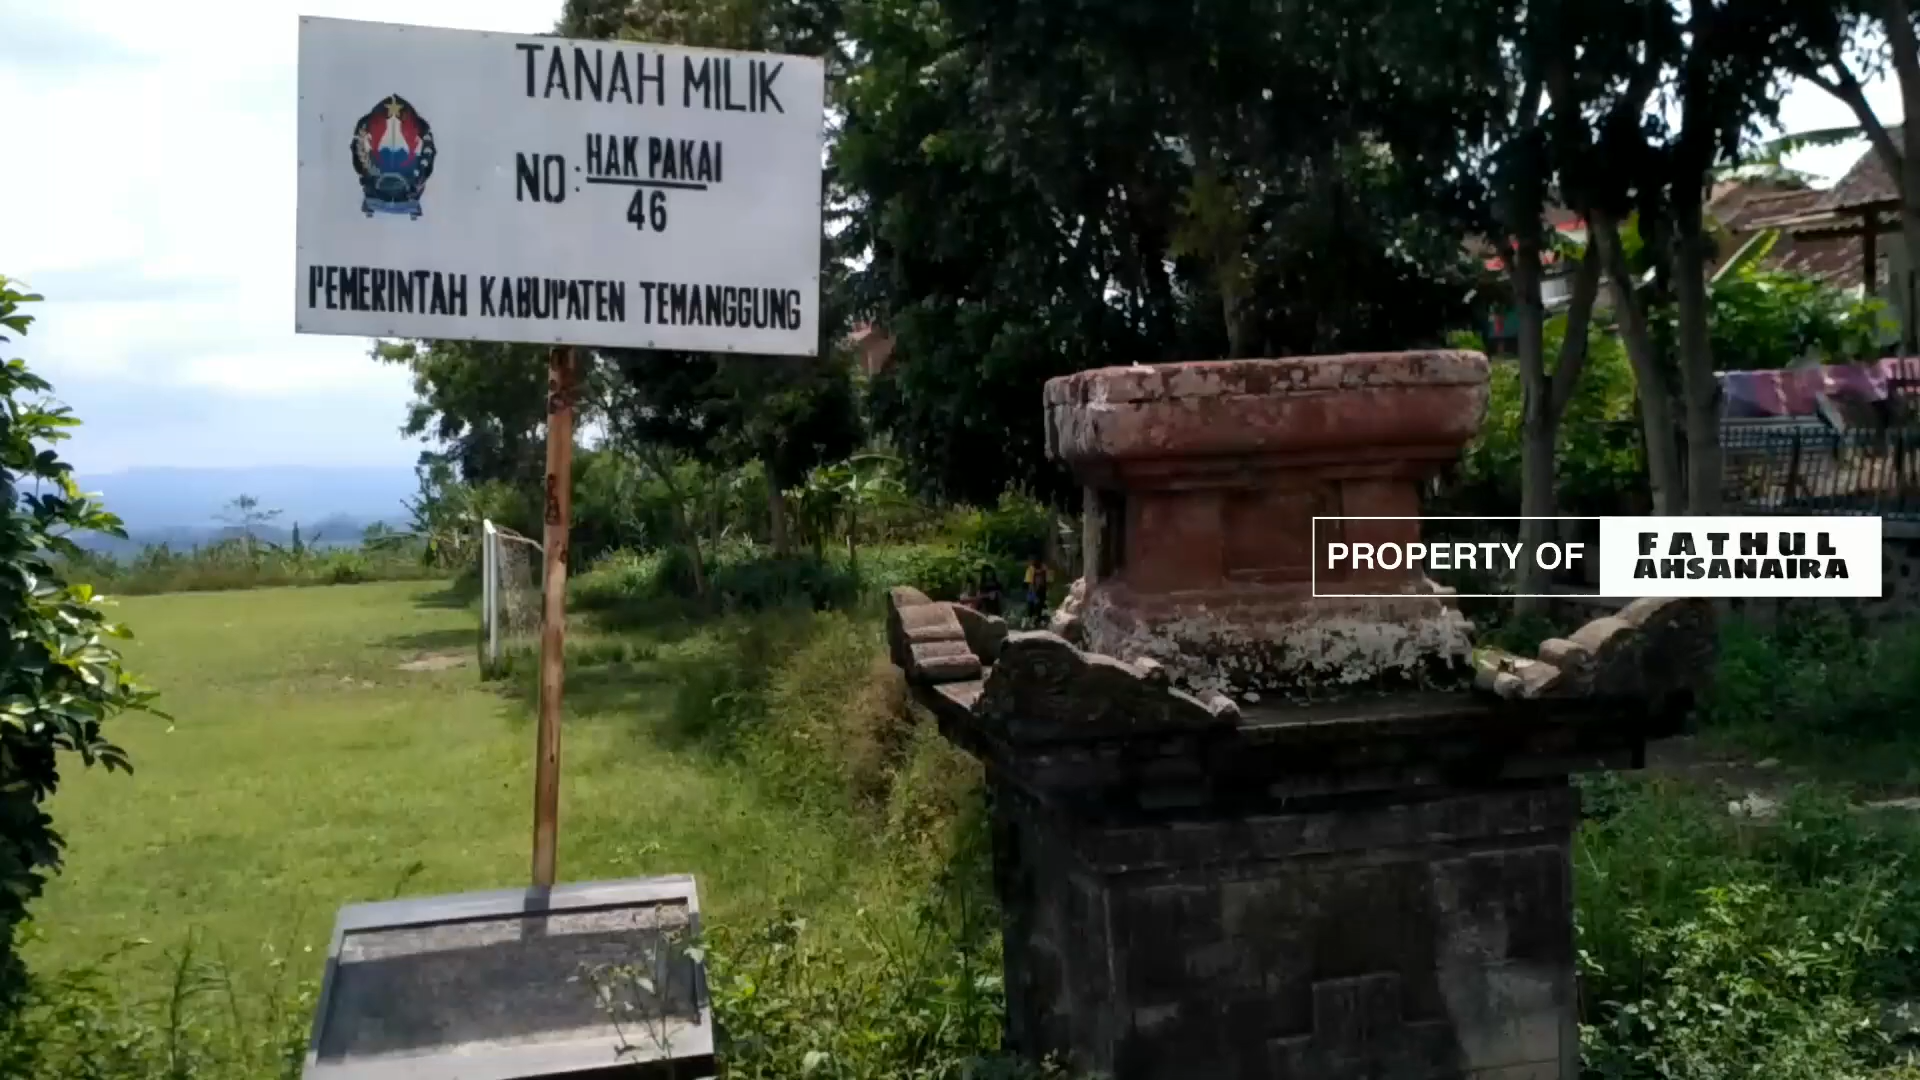 TANAH MILIK
NO: HAK PAKAI
46
PEMERINTAH KABUPATEN TEMANGGUNG
PROPERTY OF
FATHUL
AHSANAIRA